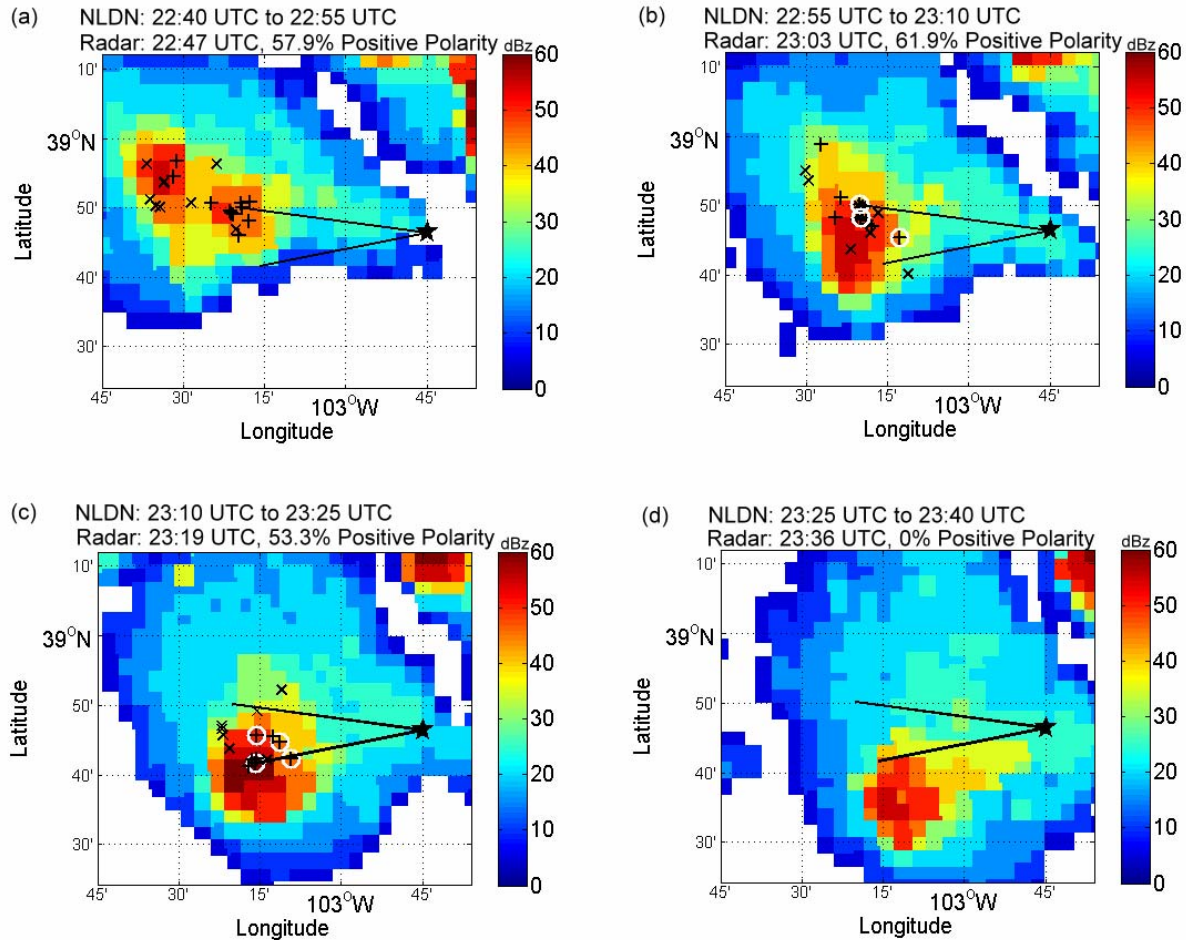 (a) NLDN: 22:40 UTC to 22:55 UTC
Radar: 22:47 UTC, 57.9% Positive Polarity dBz
60
50
40
30
20
10
0
10'
39°N
50'
40'
30'
Latitude
45' 30' 15' 103°W 45'
Longitude
(b) NLDN: 22:55 UTC to 23:10 UTC
Radar: 23:03 UTC, 61.9% Positive Polarity dBz
60
50
40
30
20
10
0
10'
39°N
50'
40'
30'
Latitude
45' 30' 15' 103°W 45'
Longitude
(c) NLDN: 23:10 UTC to 23:25 UTC
Radar: 23:19 UTC, 53.3% Positive Polarity dBz
60
50
40
30
20
10
0
10'
39°N
50'
40'
30'
Latitude
45' 30' 15' 103°W 45'
Longitude
(d) NLDN: 23:25 UTC to 23:40 UTC
Radar: 23:36 UTC, 0% Positive Polarity dBz
60
50
40
30
20
10
0
10'
39°N
50'
40'
30'
Latitude
45' 30' 15' 103°W 45'
Longitude